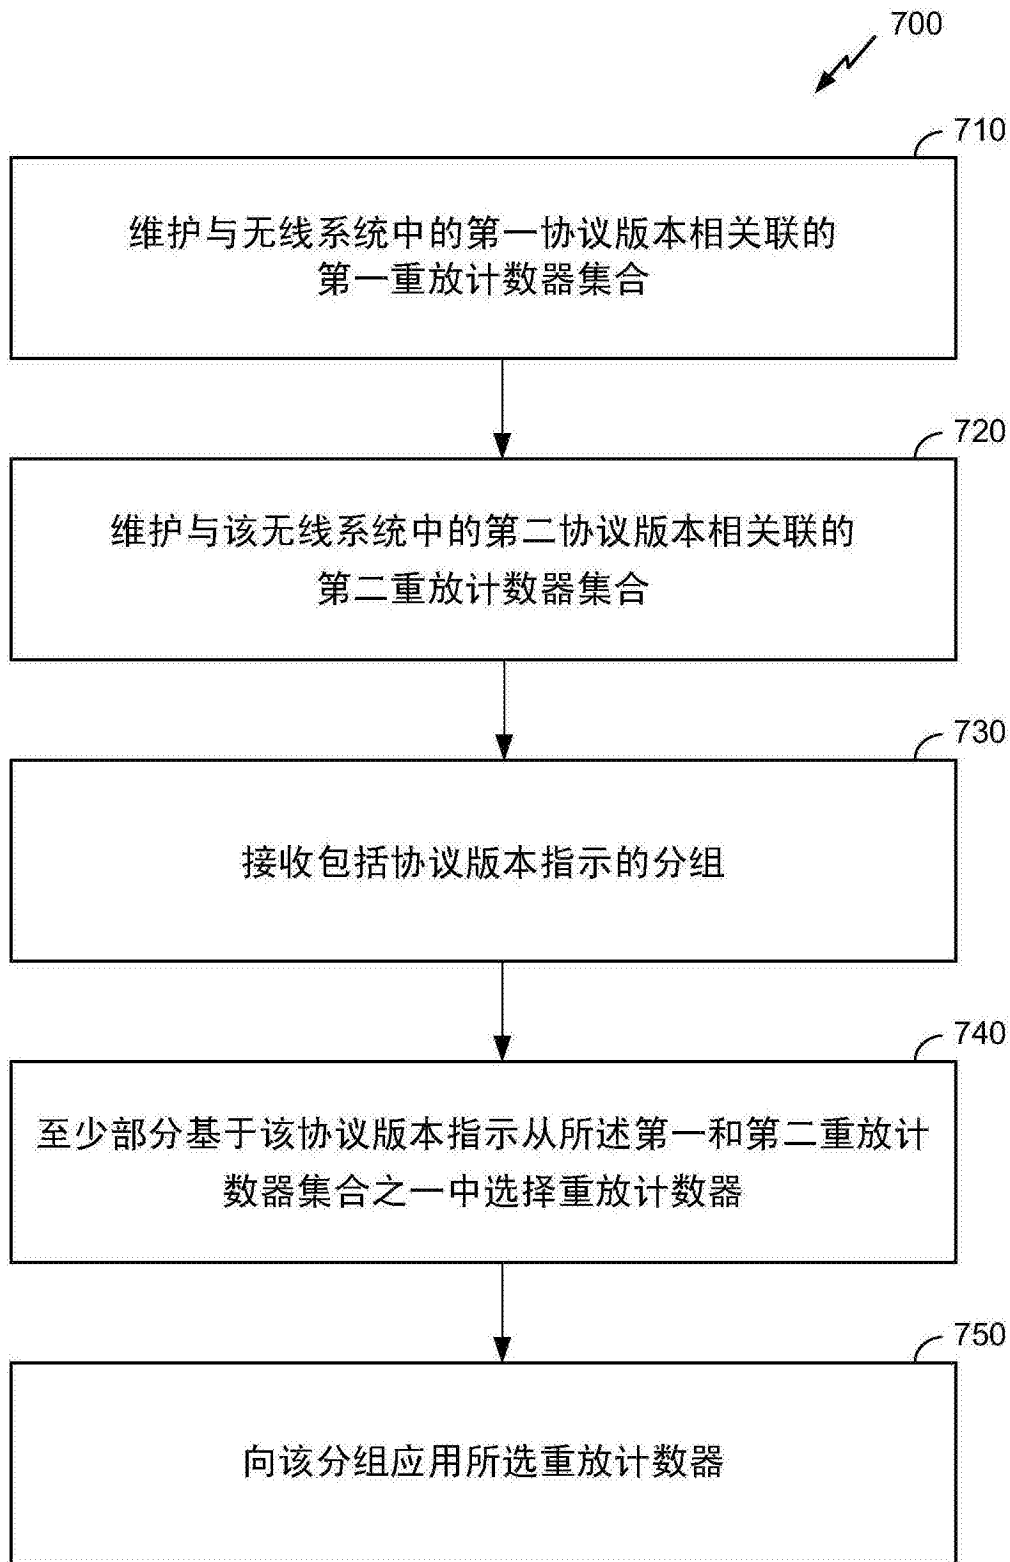 700
710
维护与无线系统中的第一协议版本相关联的
第一重放计数器集合
720
维护与该无线系统中的第二协议版本相关联的
第二重放计数器集合
730
接收包括协议版本指示的分组
740
至少部分基于该协议版本指示从所述第一和第二重放计
数器集合之一中选择重放计数器
750
向该分组应用所选重放计数器